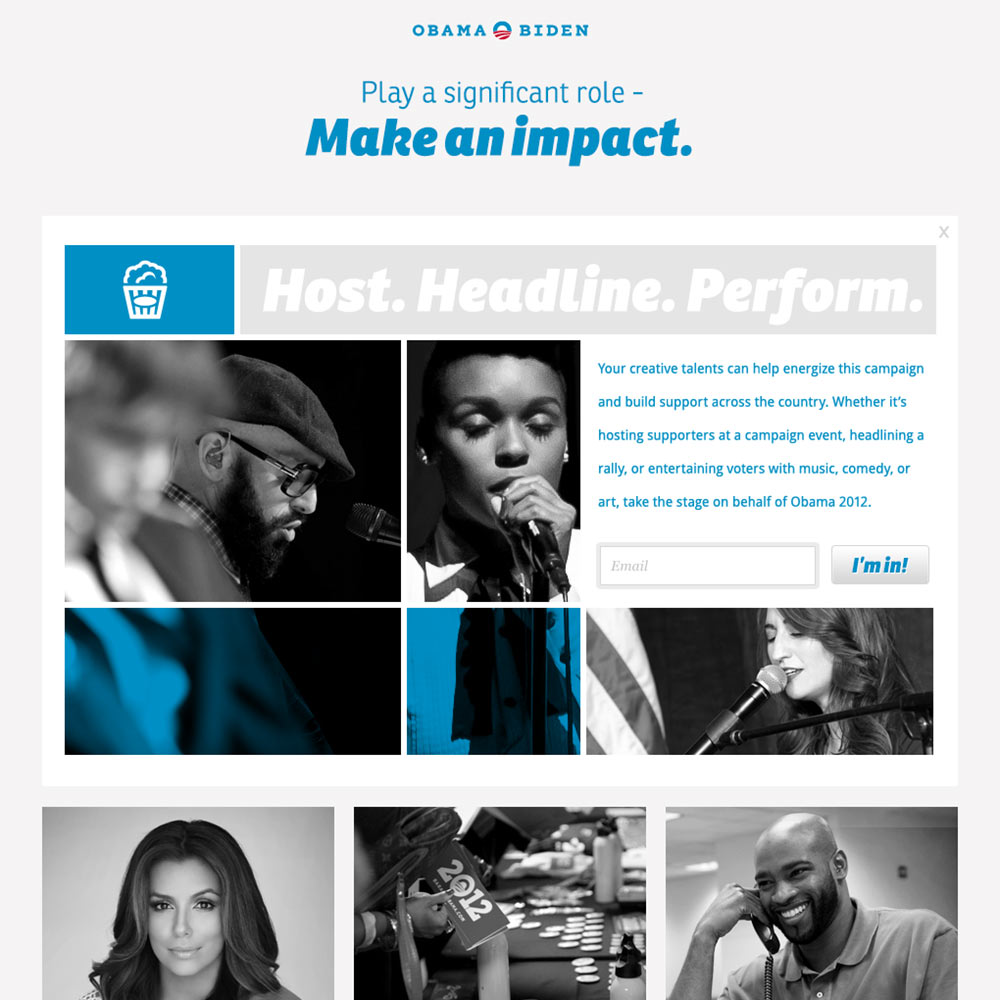 OBAMA BIDEN
Play a significant role -
Make an impact.
X
Host. Headline. Perform.
Your creative talents can help energize this campaign
and build support across the country. Whether it's
hosting supporters at a campaign event, headlining a
rally, or entertaining voters with music, comedy, or
art, take the stage on behalf of Obama 2012.
Email
I'm in!
2012